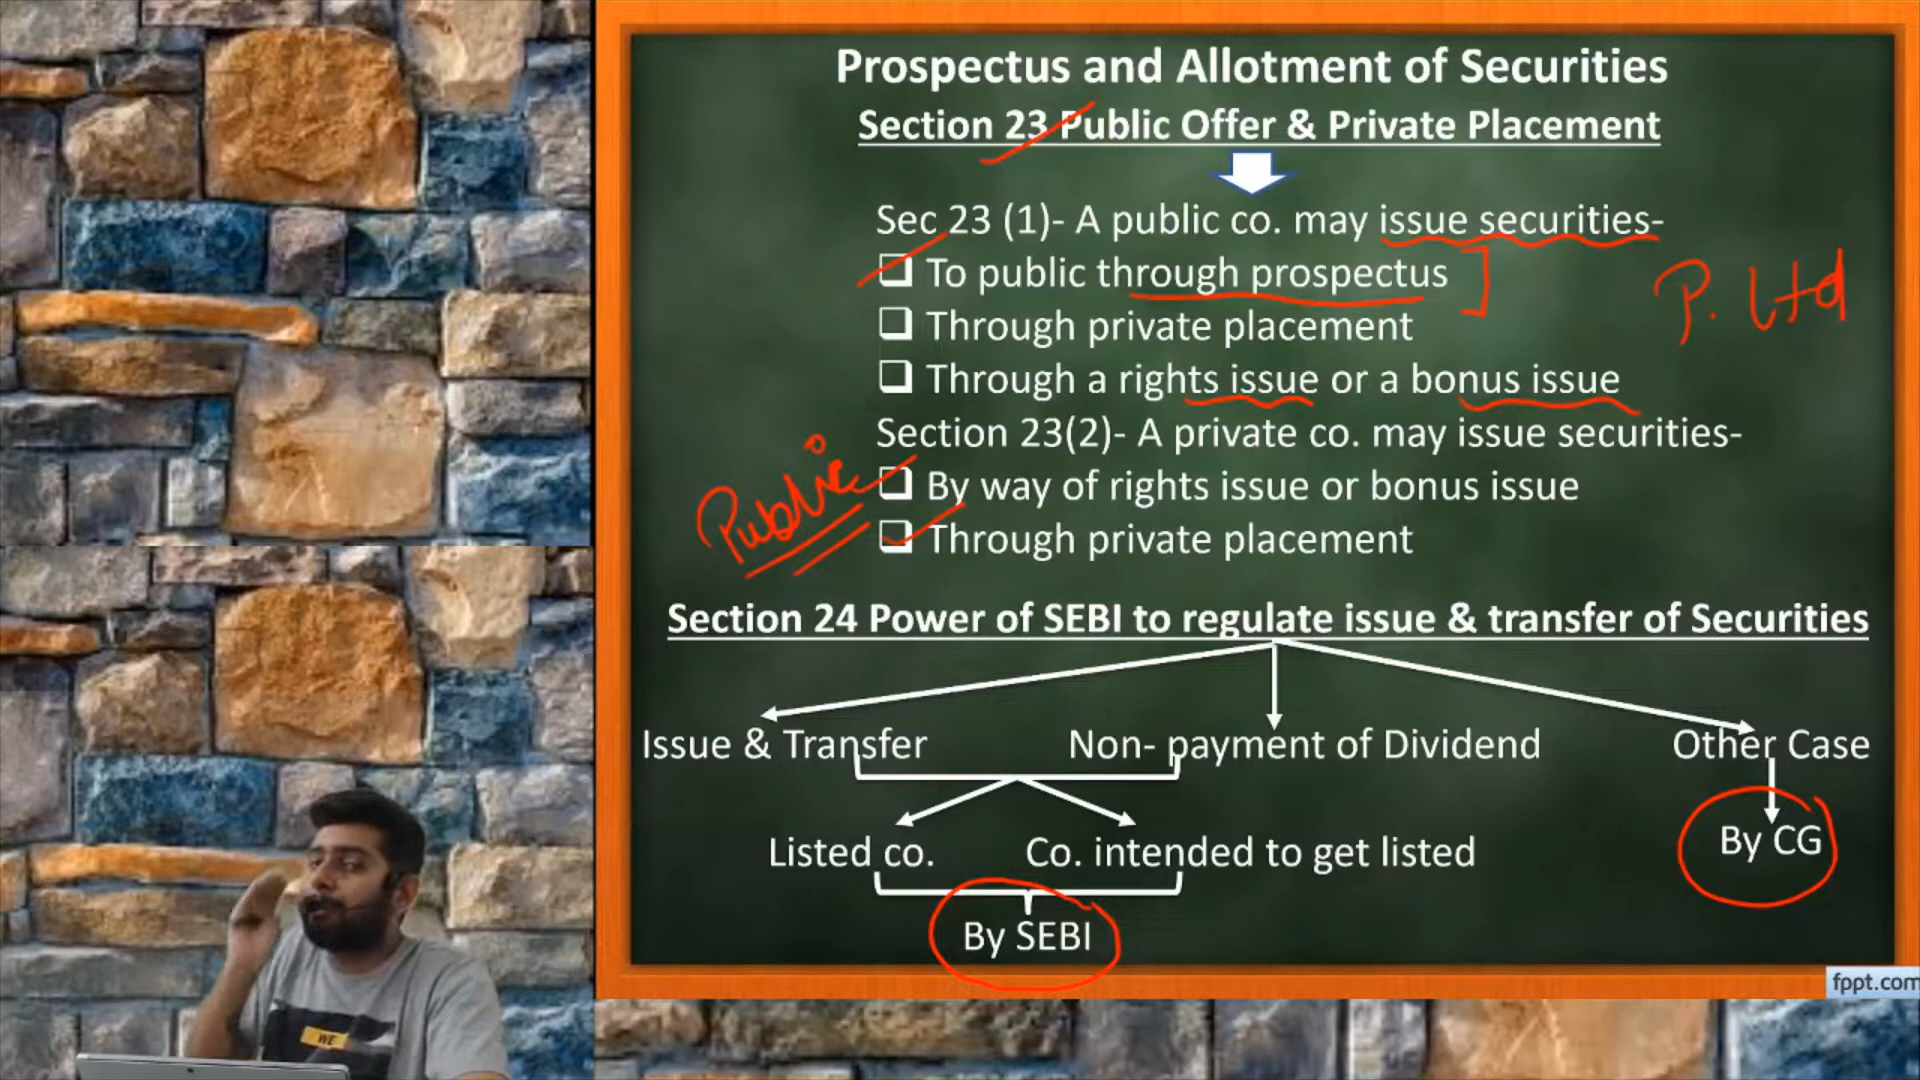 Prospectus and Allotment of Securities
Section 23 Public Offer & Private Placement
Sec 23 (1)- A public co. may issue securities-
To public through prospectus
P. Ltd
Through private placement
Through a rights issue or a bonus issue
Section 23(2)- A private co. may issue securities-
Public
By way of rights issue or bonus issue
Through private placement
Section 24 Power of SEBI to regulate issue & transfer of Securities
Issue & Transfer Non- payment of Dividend Other Case
By CG
Listed co. Co. intended to get listed
By SEBI
fppt.com
WE